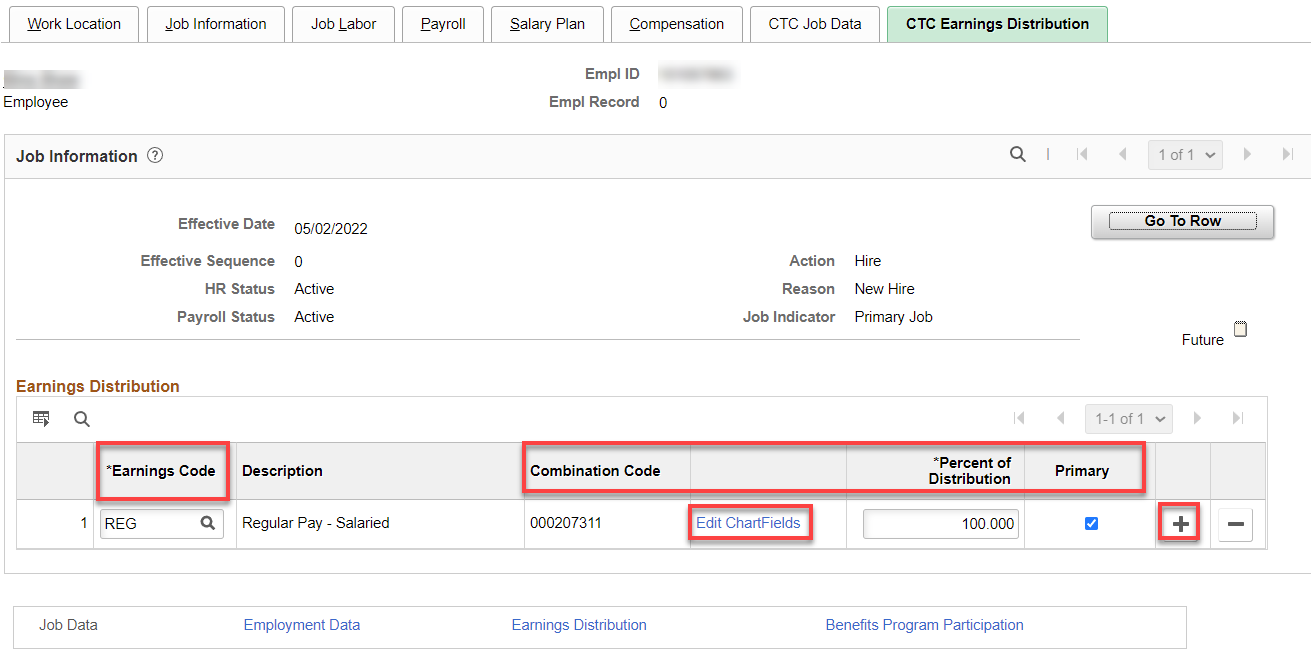 Work Location Job Information Job Labor Payroll Salary Plan Compensation CTC Job Data CTC Earnings Distribution
Empl ID
Employee Empl Record 0
Job Information ? 1 of 1
Effective Date 05/02/2022 Go To Row
Effective Sequence 0 Action Hire
HR Status Active Reason New Hire
Payroll Status Active Job Indicator Primary Job
Future
Earnings Distribution
1-1 of 1
*Earnings Code Description Combination Code *Percent of Distribution Primary
1 REG Regular Pay - Salaried 000207311 Edit ChartFields 100.000
Job Data Employment Data Earnings Distribution Benefits Program Participation